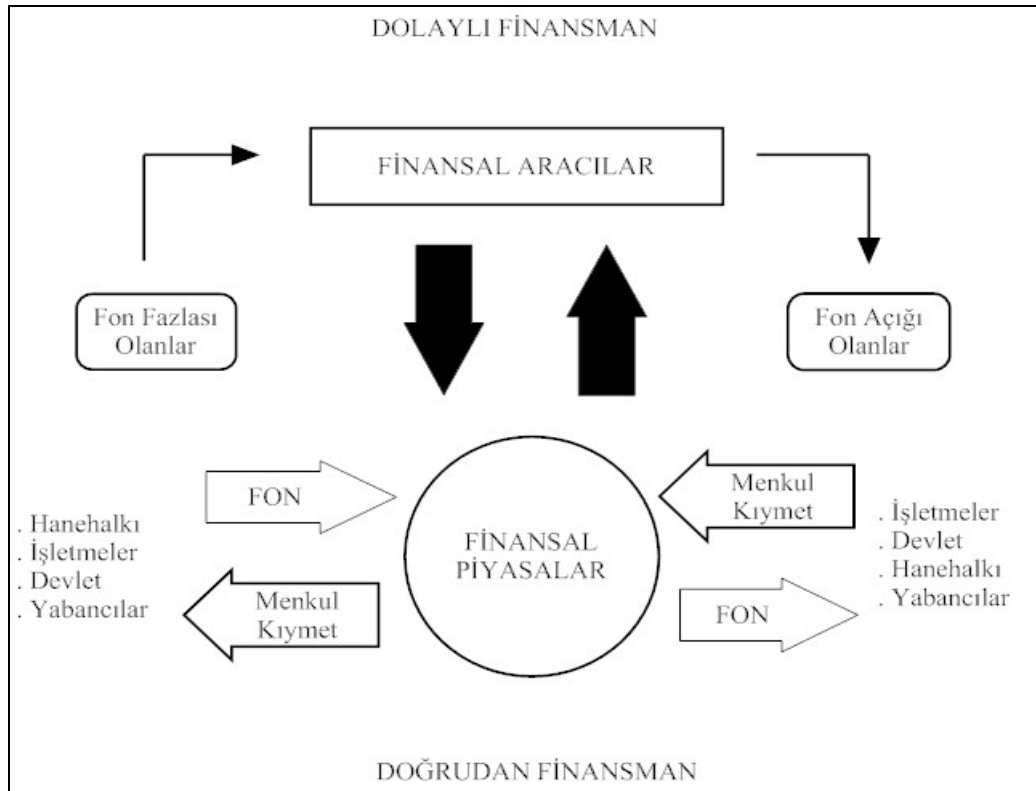 DOLAYLI FİNANSMAN
FİNANSAL ARACILAR
Fon Fazlası
Olanlar
Fon Açığı
Olanlar
FON
Menkul
Kıymet
. Hanehalkı
. İşletmeler
. Devlet
. Yabancılar
FİNANSAL
PİYASALAR
. İşletmeler
. Devlet
. Hanehalkı
. Yabancılar
Menkul
Kıymet
FON
DOĞRUDAN FİNANSMAN